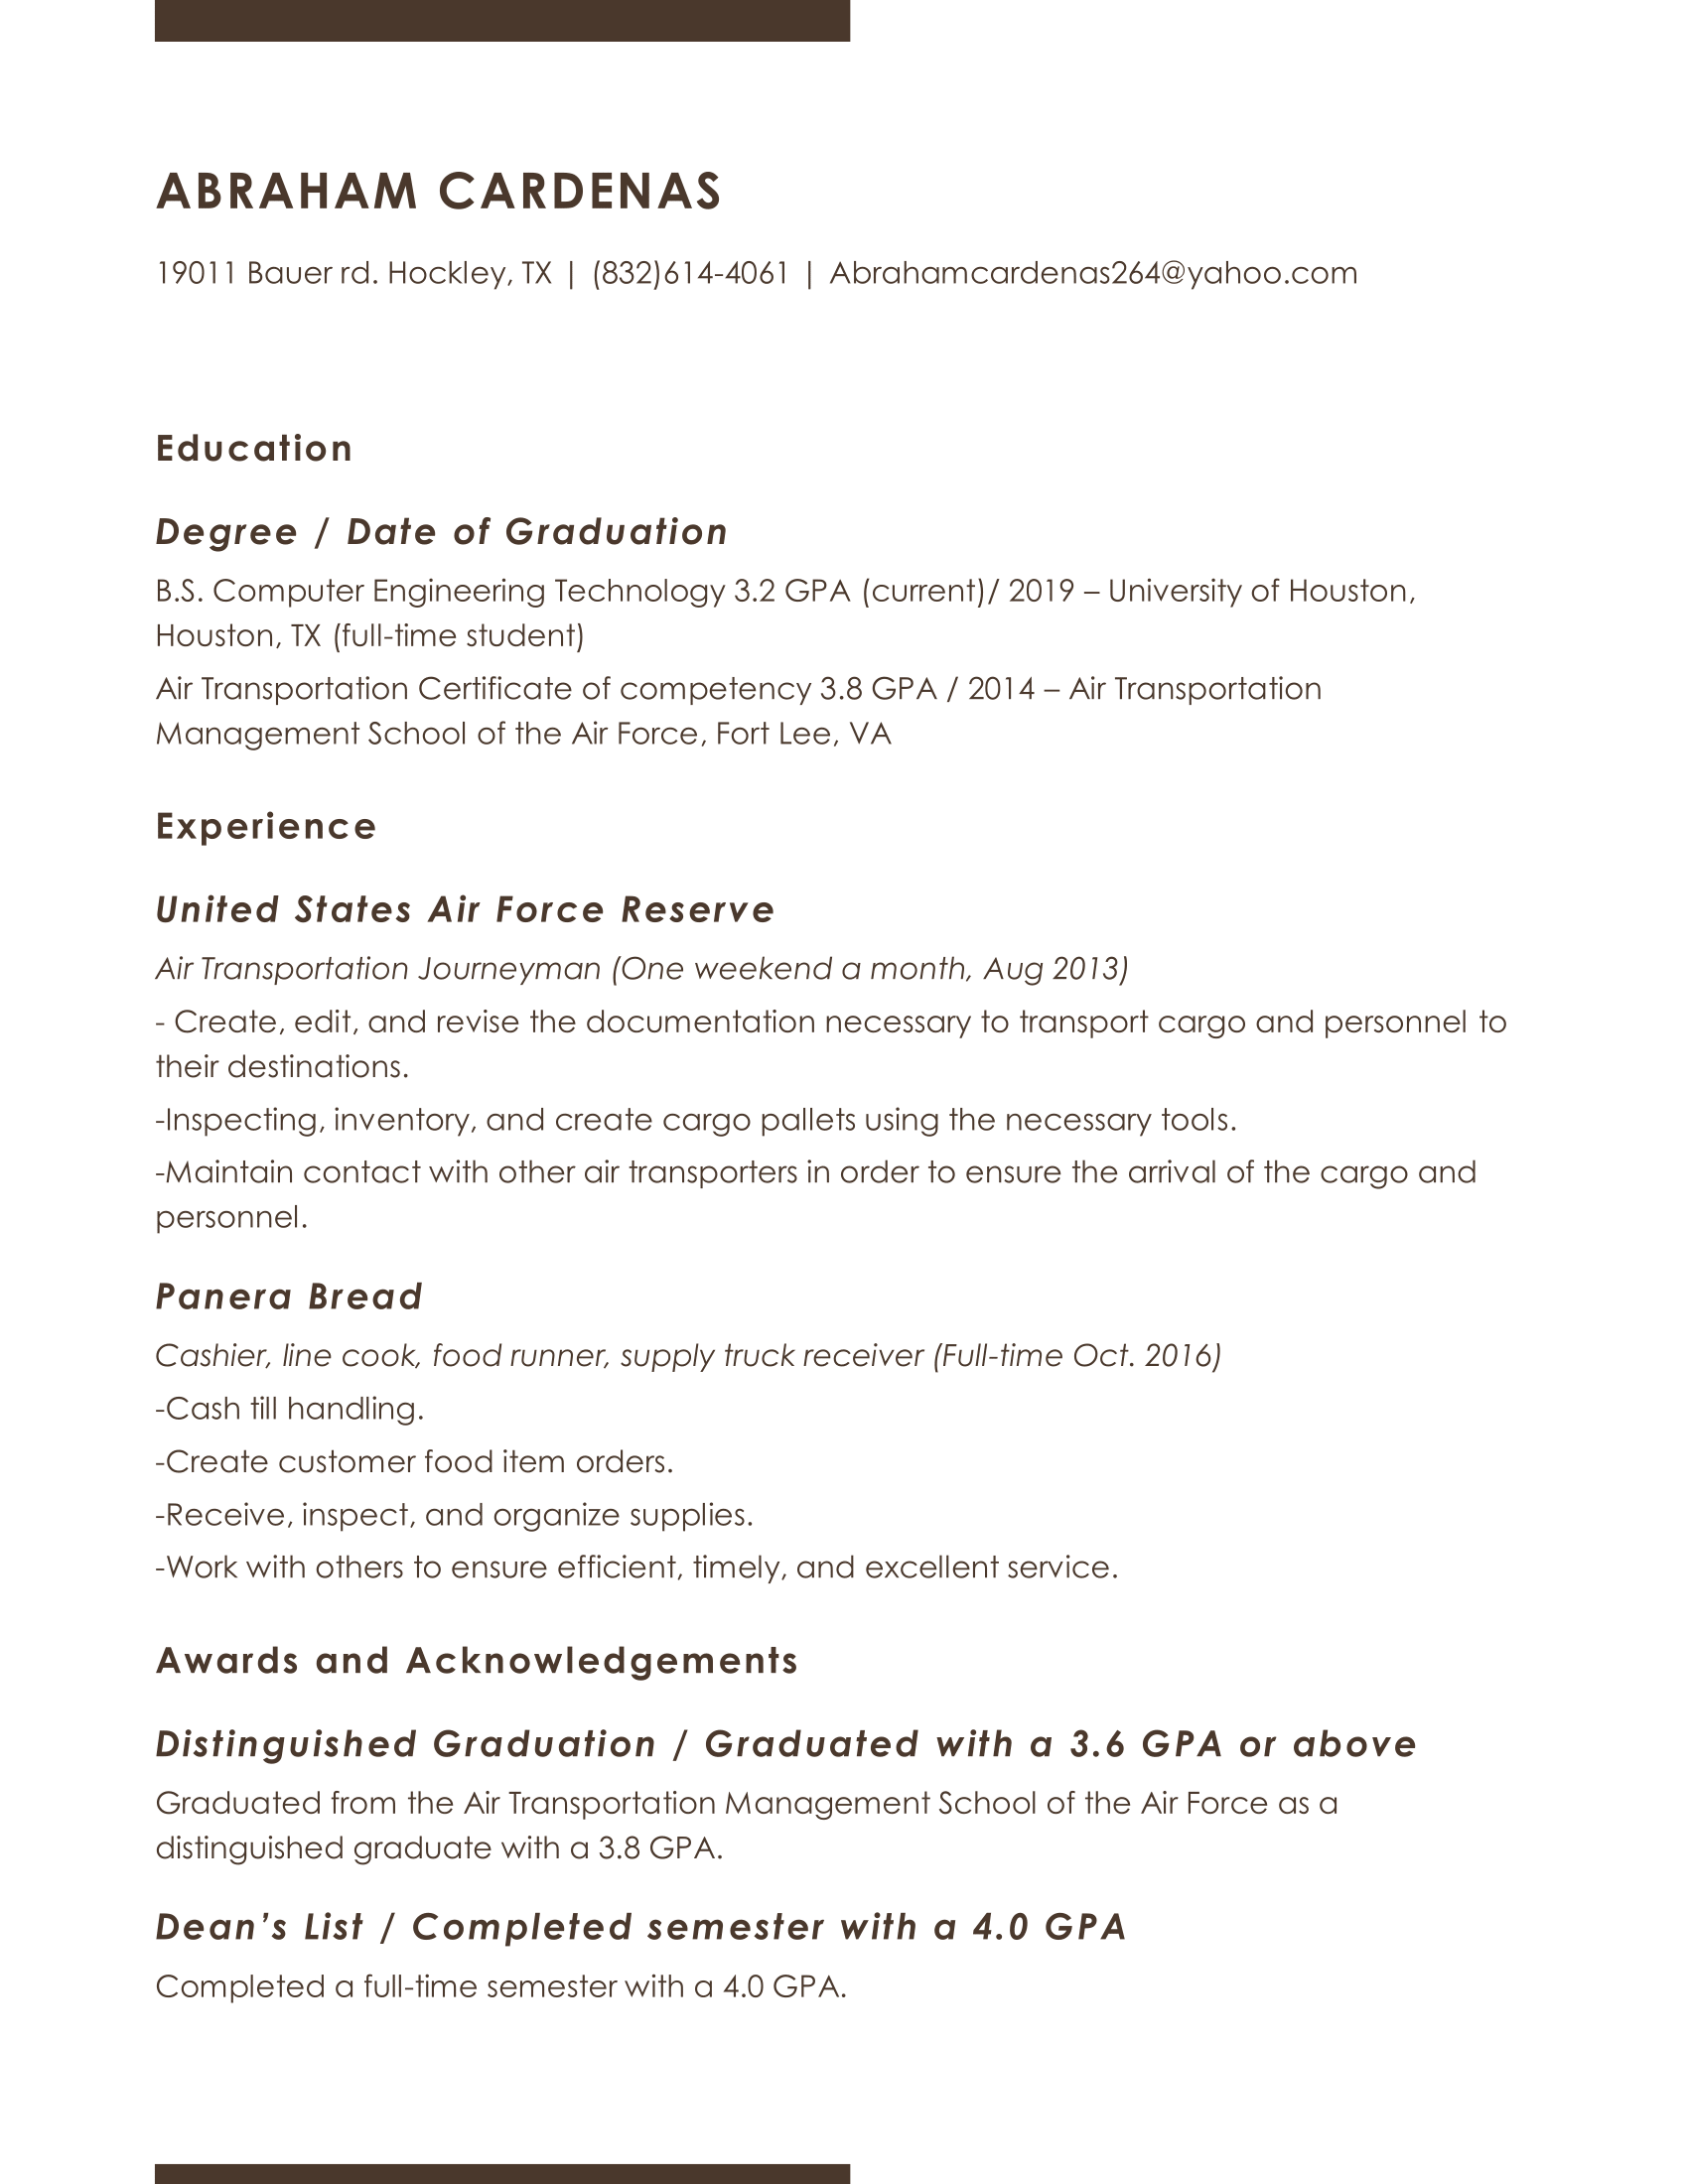 ABRAHAM CARDENAS
19011 Bauer rd. Hockley, TX | (832)614-4061 | Abrahamcardenas264@yahoo.com
Education
Degree / Date of Graduation
B.S. Computer Engineering Technology 3.2 GPA (current)/ 2019 – University of Houston,
Houston, TX (full-time student)
Air Transportation Certificate of competency 3.8 GPA / 2014 – Air Transportation
Management School of the Air Force, Fort Lee, VA
Experience
United States Air Force Reserve
Air Transportation Journeyman (One weekend a month, Aug 2013)
- Create, edit, and revise the documentation necessary to transport cargo and personnel to
their destinations.
-Inspecting, inventory, and create cargo pallets using the necessary tools.
-Maintain contact with other air transporters in order to ensure the arrival of the cargo and
personnel.
Panera Bread
Cashier, line cook, food runner, supply truck receiver (Full-time Oct. 2016)
-Cash till handling.
-Create customer food item orders.
-Receive, inspect, and organize supplies.
-Work with others to ensure efficient, timely, and excellent service.
Awards and Acknowledgements
Distinguished Graduation / Graduated with a 3.6 GPA or above
Graduated from the Air Transportation Management School of the Air Force as a
distinguished graduate with a 3.8 GPA.
Dean’s List / Completed semester with a 4.0 GPA
Completed a full-time semester with a 4.0 GPA.